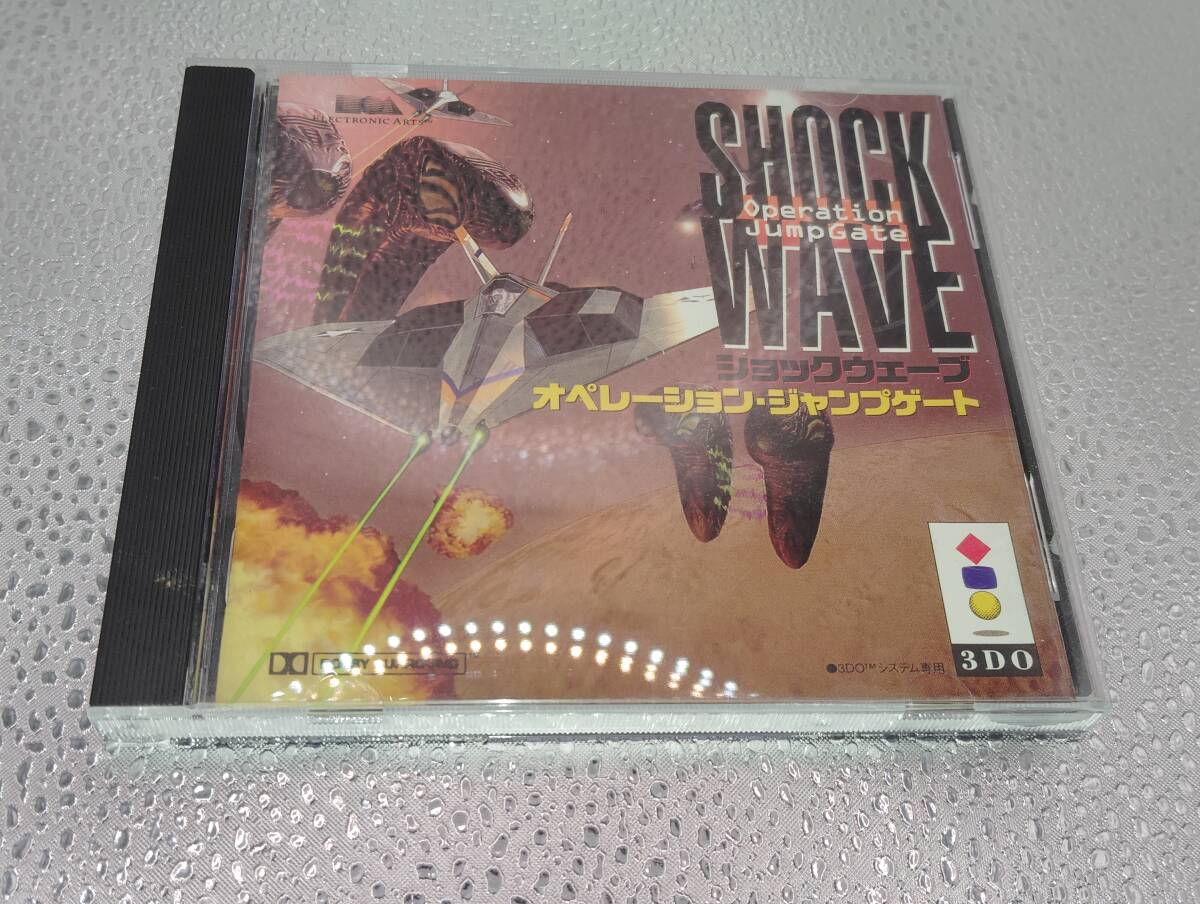 ELECTRONIC ARTS™
SHOCK
Operation
JumpGate
WAVE
ショックウェーブ
オペレーション・ジャンプゲート
DOLBY SURROUND™
●3DO™システム専用
3DO